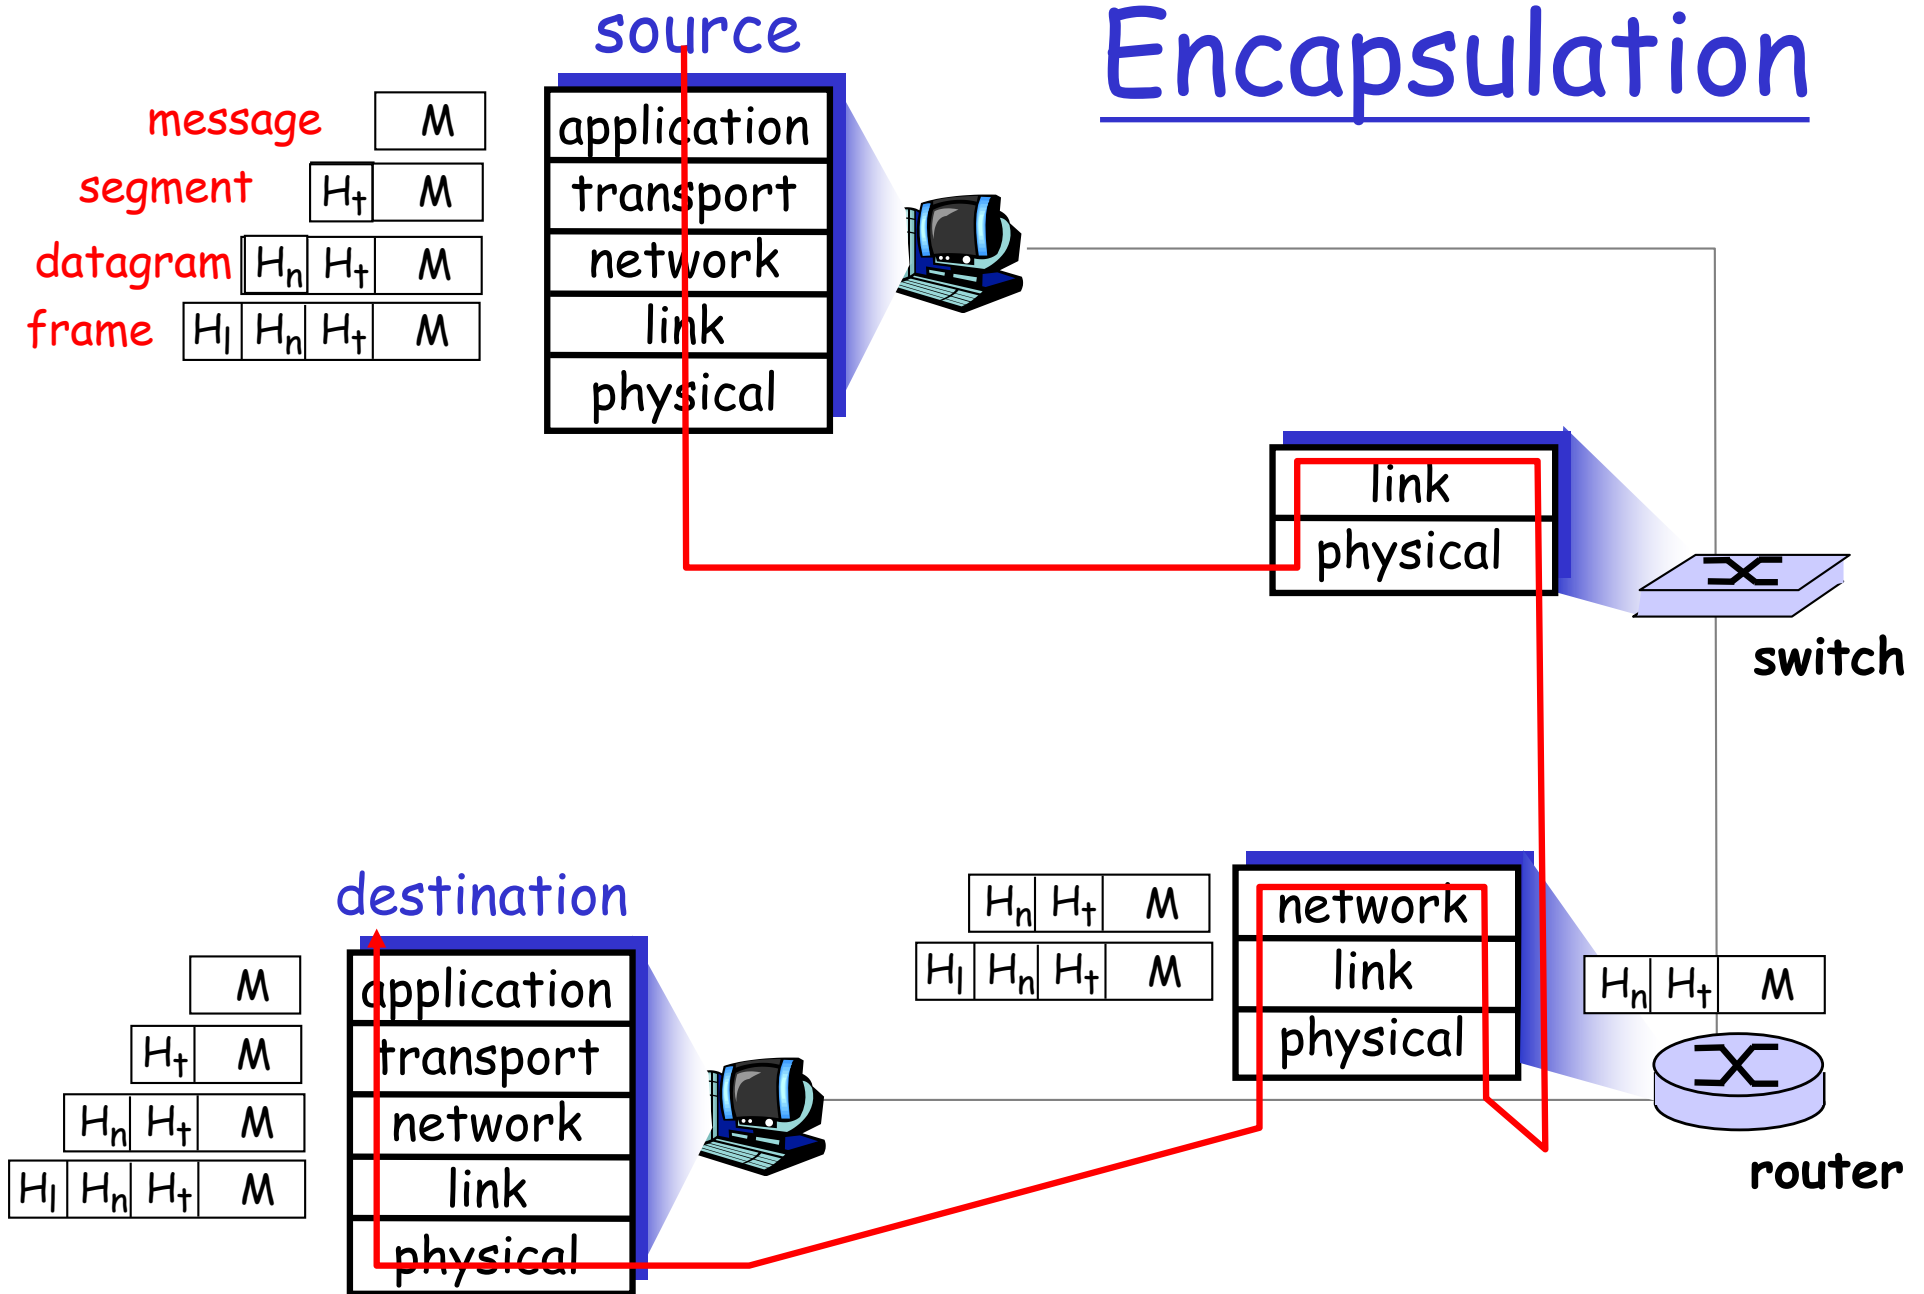 Encapsulation
source
message M
segment Ht M
datagram Hn Ht M
frame Hl Hn Ht M
application
transport
network
link
physical
link
physical
switch
destination
M
Ht M
Hn Ht M
Hl Hn Ht M
application
transport
network
link
physical
Hn Ht M
Hl Hn Ht M
network
link
physical
Hn Ht M
router